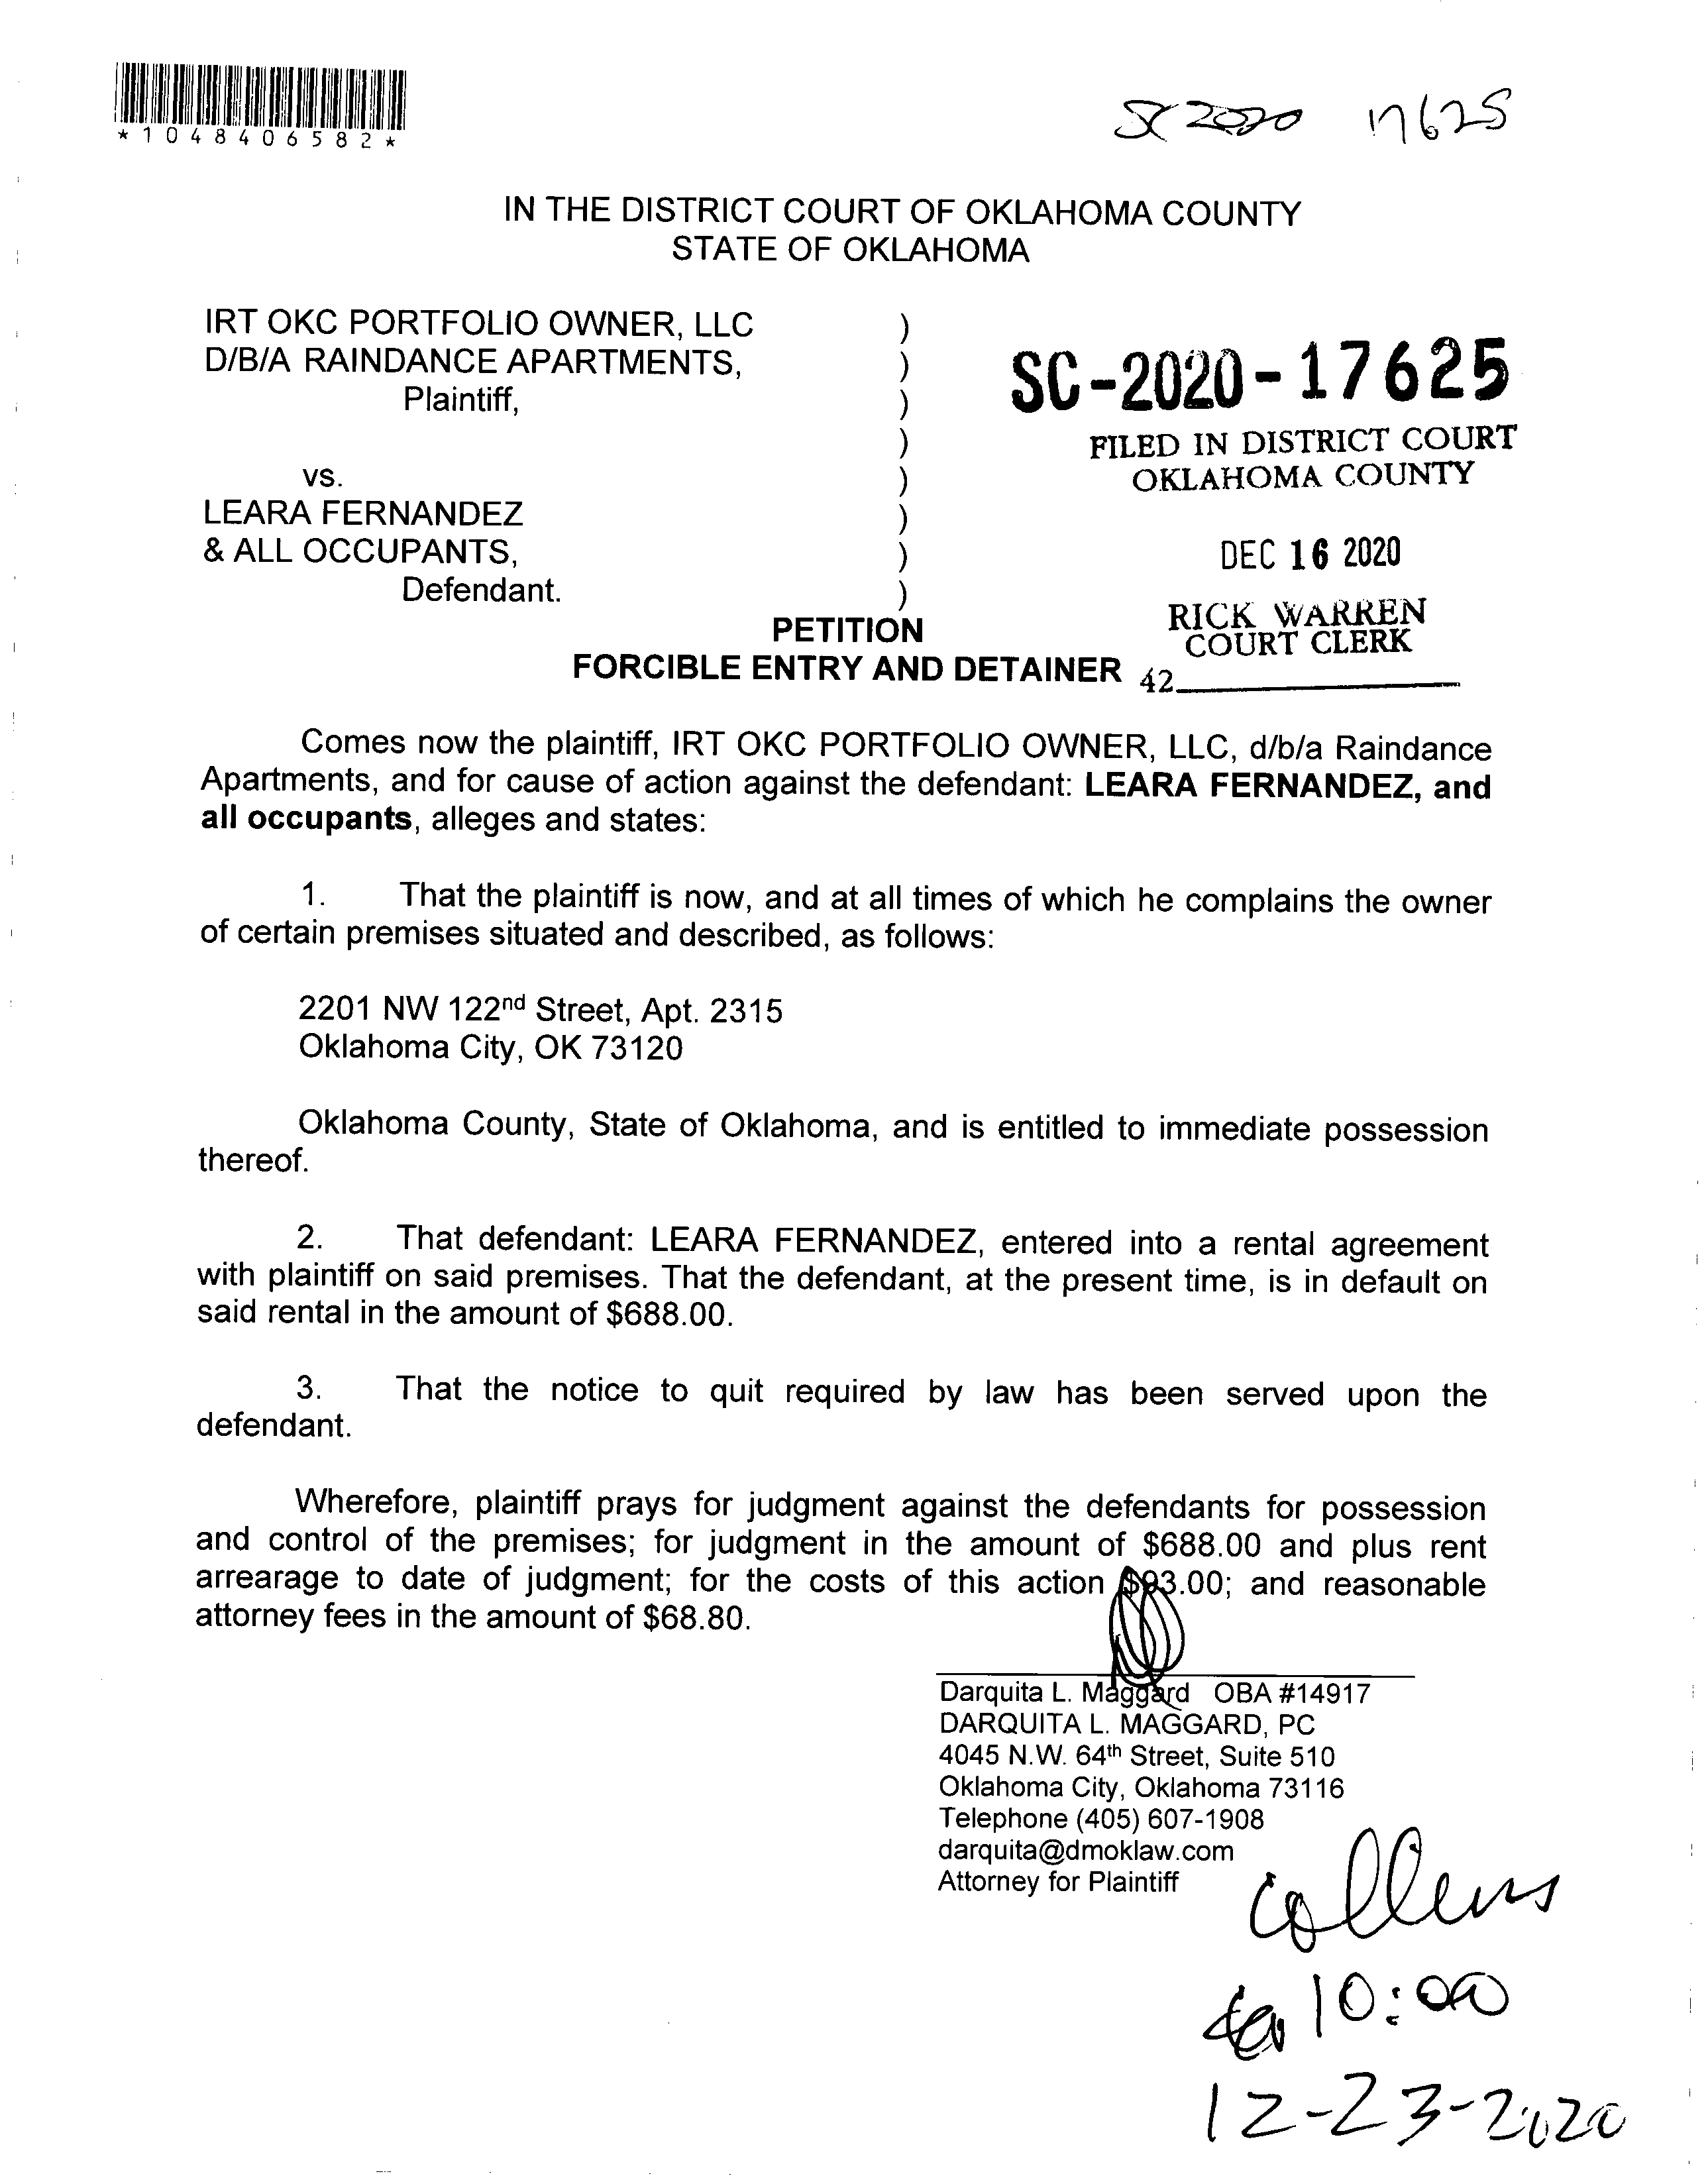 *1048406582*
SC 2020 17625
IN THE DISTRICT COURT OF OKLAHOMA COUNTY
STATE OF OKLAHOMA
IRT OKC PORTFOLIO OWNER, LLC )
D/B/A RAINDANCE APARTMENTS, )
Plaintiff, )
)
vs. )
LEARA FERNANDEZ )
& ALL OCCUPANTS, )
Defendant. )
SC-2020-17625
FILED IN DISTRICT COURT
OKLAHOMA COUNTY
DEC 16 2020
RICK WARREN
COURT CLERK
42
PETITION
FORCIBLE ENTRY AND DETAINER
Comes now the plaintiff, IRT OKC PORTFOLIO OWNER, LLC, d/b/a Raindance
Apartments, and for cause of action against the defendant: LEARA FERNANDEZ, and
all occupants, alleges and states:
1. That the plaintiff is now, and at all times of which he complains the owner
of certain premises situated and described, as follows:
2201 NW 122nd Street, Apt. 2315
Oklahoma City, OK 73120
Oklahoma County, State of Oklahoma, and is entitled to immediate possession
thereof.
2. That defendant: LEARA FERNANDEZ, entered into a rental agreement
with plaintiff on said premises. That the defendant, at the present time, is in default on
said rental in the amount of $688.00.
3. That the notice to quit required by law has been served upon the
defendant.
Wherefore, plaintiff prays for judgment against the defendants for possession
and control of the premises; for judgment in the amount of $688.00 and plus rent
arrearage to date of judgment; for the costs of this action $93.00; and reasonable
attorney fees in the amount of $68.80.
Darquita L. Maggard OBA #14917
DARQUITA L. MAGGARD, PC
4045 N.W. 64th Street, Suite 510
Oklahoma City, Oklahoma 73116
Telephone (405) 607-1908
darquita@dmoklaw.com
Attorney for Plaintiff
Collens
10:00
12-23-2020